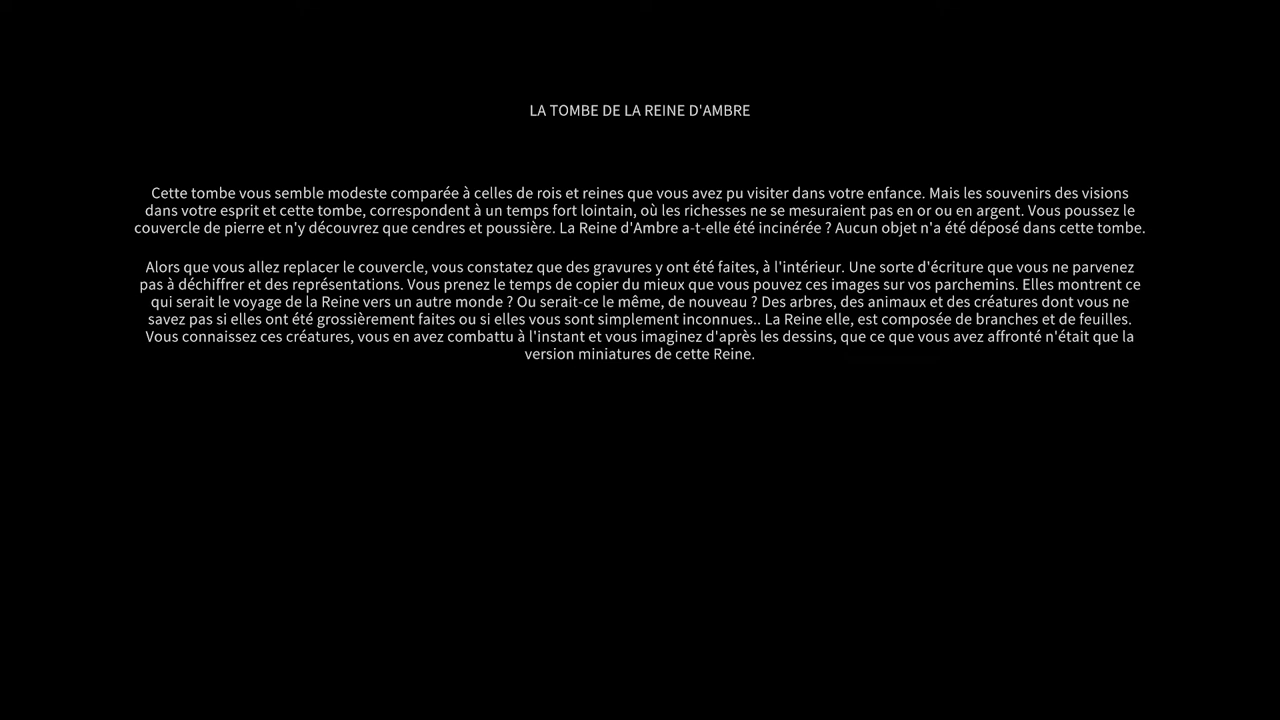 LA TOMBE DE LA REINE D'AMBRE
Cette tombe vous semble modeste comparée à celles de rois et reines que vous avez pu visiter dans votre enfance. Mais les souvenirs des visions
dans votre esprit et cette tombe, correspondent à un temps fort lointain, où les richesses ne se mesuraient pas en or ou en argent. Vous poussez le
couvercle de pierre et n'y découvrez que cendres et poussière. La Reine d'Ambre a-t-elle été incinérée ? Aucun objet n'a été déposé dans cette tombe.
Alors que vous allez replacer le couvercle, vous constatez que des gravures y ont été faites, à l'intérieur. Une sorte d'écriture que vous ne parvenez
pas à déchiffrer et des représentations. Vous prenez le temps de copier du mieux que vous pouvez ces images sur vos parchemins. Elles montrent ce
qui serait le voyage de la Reine vers un autre monde ? Ou serait-ce le même, de nouveau ? Des arbres, des animaux et des créatures dont vous ne
savez pas si elles ont été grossièrement faites ou si elles vous sont simplement inconnues.. La Reine elle, est composée de branches et de feuilles.
Vous connaissez ces créatures, vous en avez combattu à l'instant et vous imaginez d'après les dessins, que ce que vous avez affronté n'était que la
version miniatures de cette Reine.